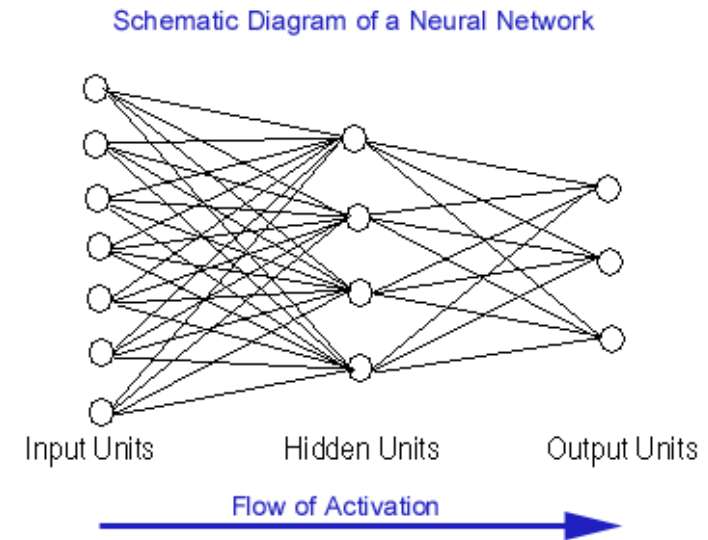 Schematic Diagram of a Neural Network
Input Units Hidden Units Output Units
Flow of Activation